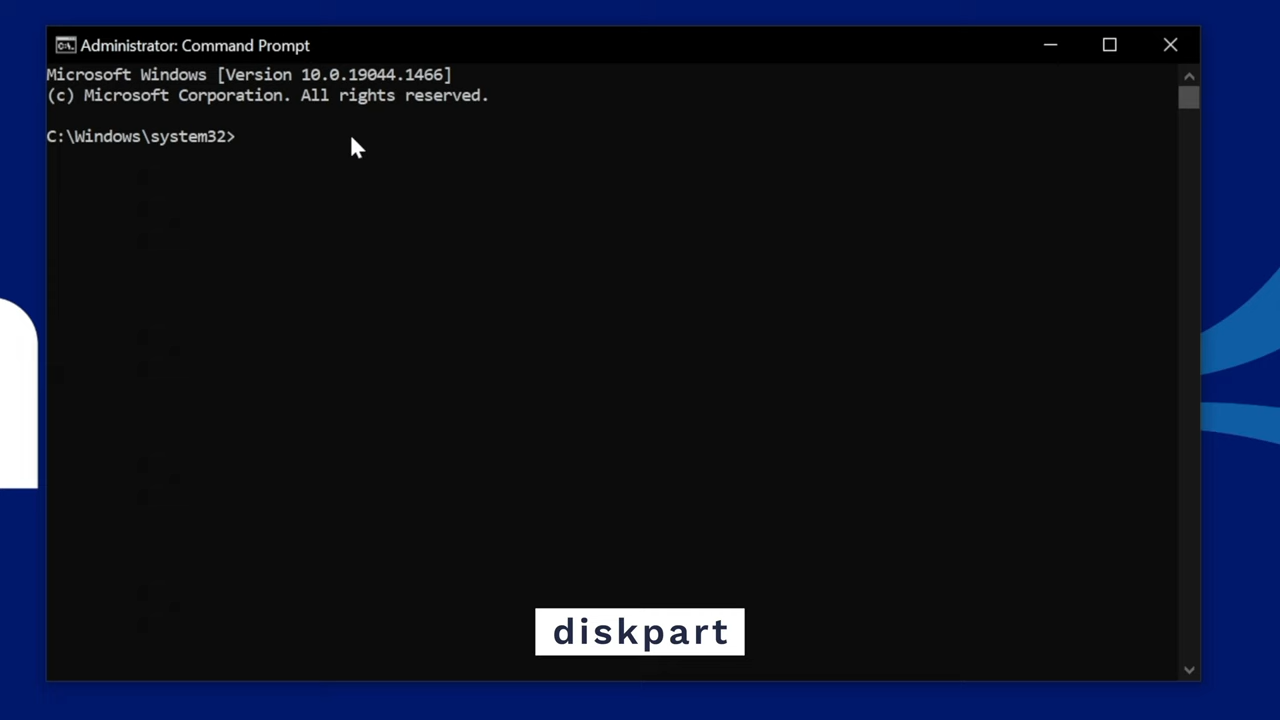 Administrator: Command Prompt
Microsoft Windows [Version 10.0.19044.1466]
(c) Microsoft Corporation. All rights reserved.
C:\Windows\system32>
diskpart